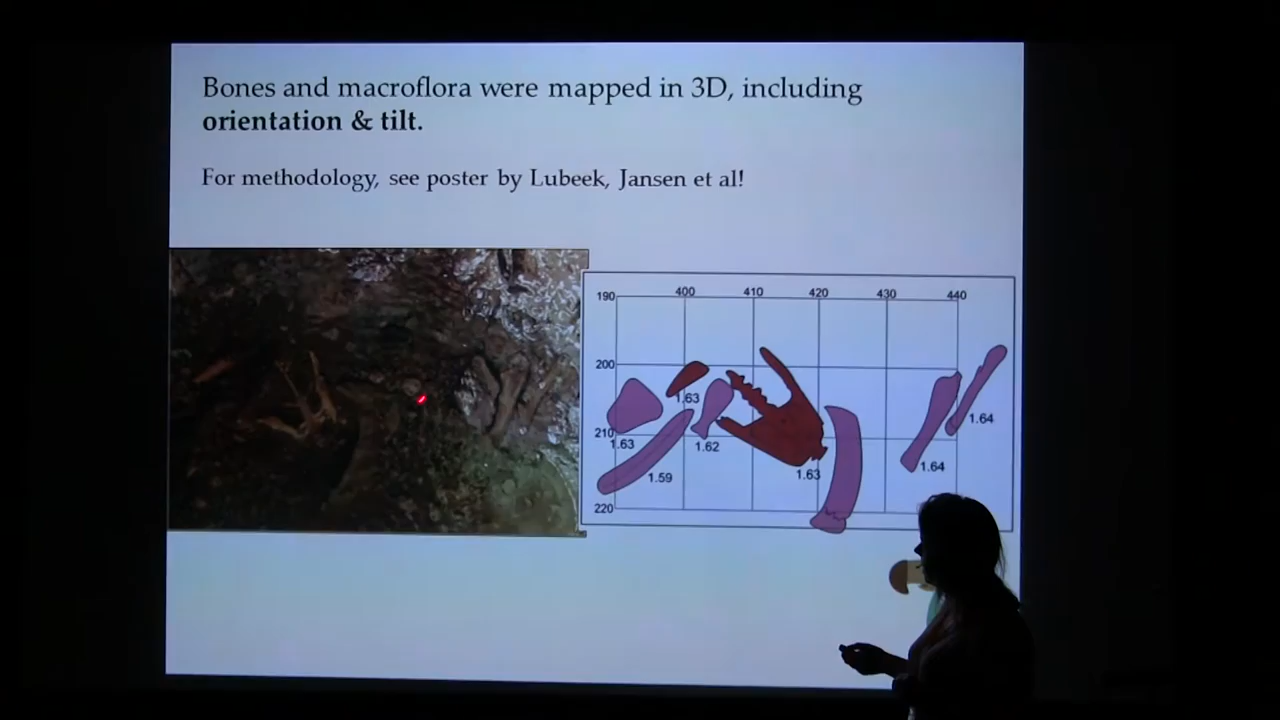 Bones and macroflora were mapped in 3D, including
orientation & tilt.
For methodology, see poster by Lubeek, Jansen et al!
400 410 420 430 440
190
200
210
220
1.63
1.63
1.59
1.62
1.63
1.64
1.64